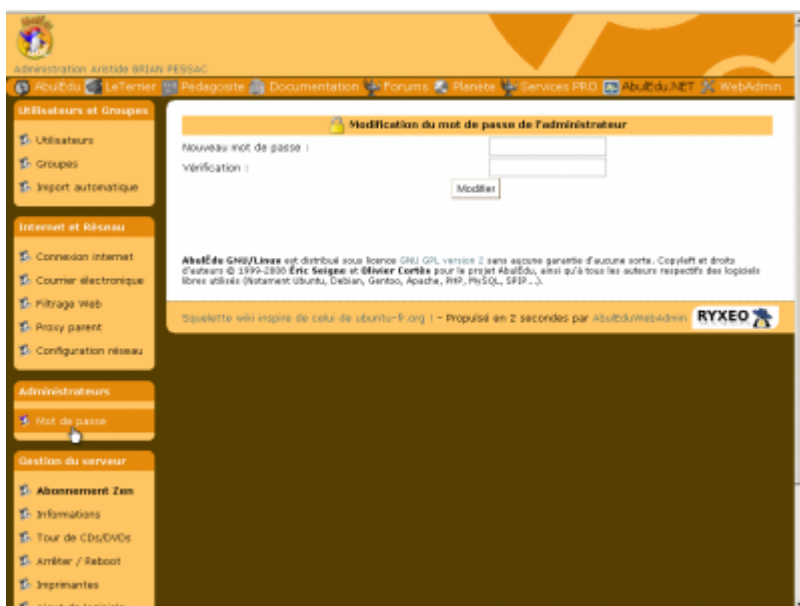 Administration Aristide BRIAN PESSAC
AbulEdu LeTerrier Pedagosite Documentation Forums Planète Services PRO AbulEdu.NET WebAdmin
Utilisateurs et Groupes
Utilisateurs
Groupes
Import automatique
Internet et Réseau
Connexion internet
Courrier électronique
Filtrage Web
Proxy parent
Configuration réseau
Administrateurs
Mot de passe
Gestion du serveur
Abonnement Zen
Informations
Tour de CDs/DVDs
Arrêter / Reboot
Imprimantes
Modification du mot de passe de l'administrateur
Nouveau mot de passe :
Vérification :
Modifier
AbulÉdu GNU/Linux est distribué sous licence GNU GPL version 2 sans aucune garantie d'aucune sorte. Copyleft et droits
d'auteurs © 1999-2008 Éric Seigne et Olivier Cortès pour le projet AbulÉdu, ainsi qu'à tous les auteurs respectifs des logiciels
libres utilisés (Notament Ubuntu, Debian, Gentoo, Apache, PHP, MySQL, SPIP...).
Squelette wiki inspire de celui de ubuntu-fr.org ! - Propulsé en 2 secondes par AbulEduWebAdmin RYXEO